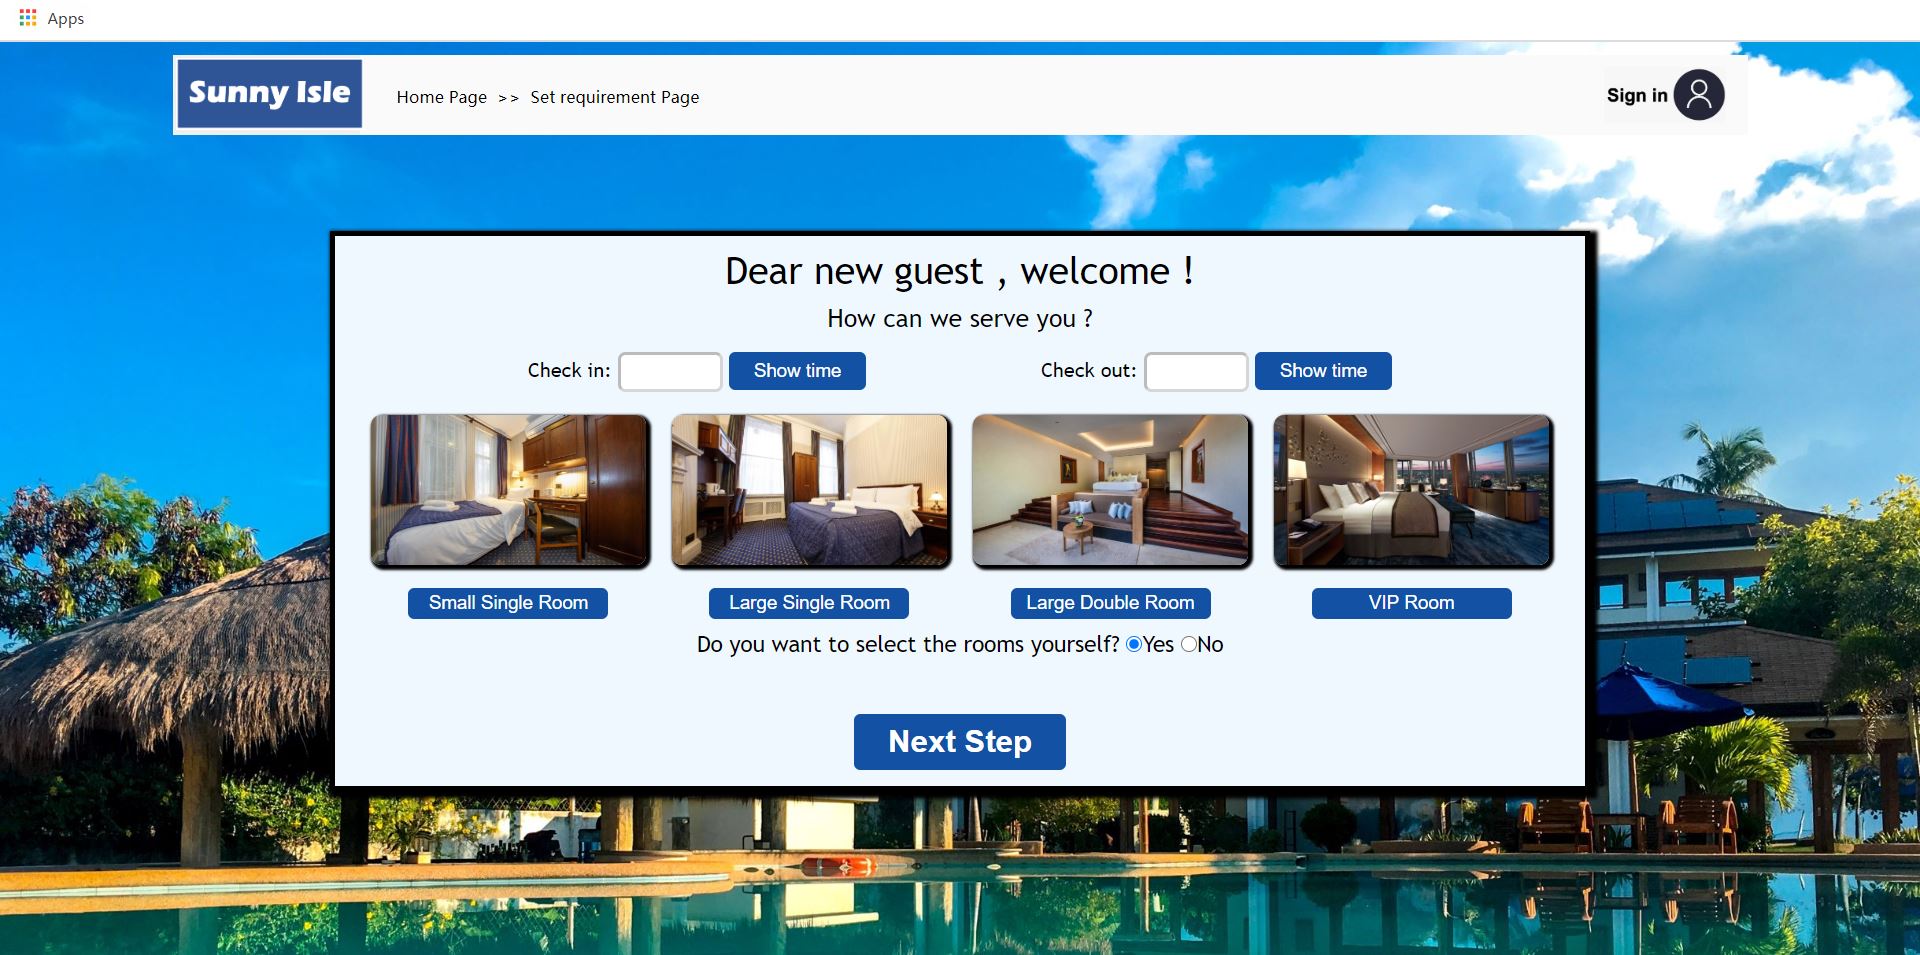 Apps
Sunny Isle
Home Page >> Set requirement Page
Sign in
Dear new guest , welcome !
How can we serve you ?
Check in: Show time Check out: Show time
Small Single Room Large Single Room Large Double Room VIP Room
Do you want to select the rooms yourself? Yes No
Next Step